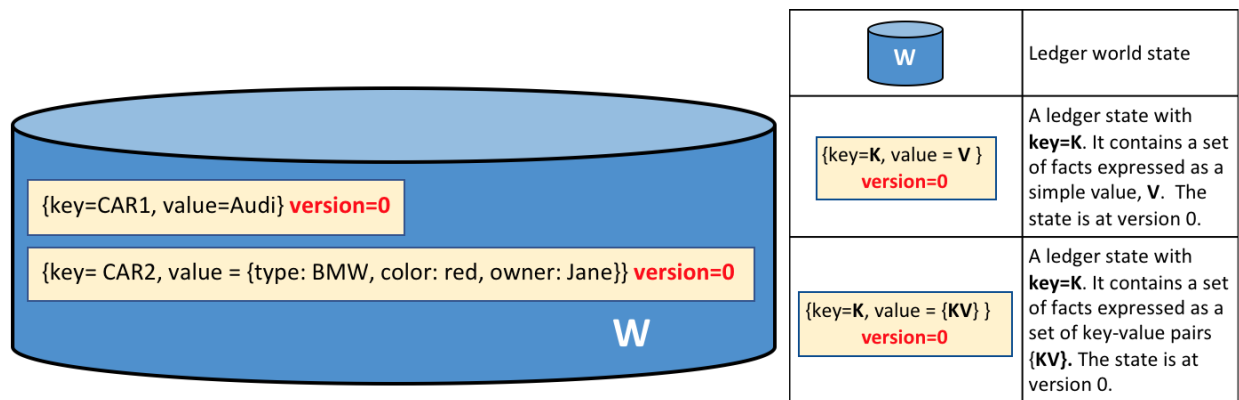 {key=CAR1, value=Audi} version=0
{key= CAR2, value = {type: BMW, color: red, owner: Jane}} version=0
W
W
Ledger world state
{key=K, value = V }
version=0
A ledger state with
key=K. It contains a set
of facts expressed as a
simple value, V. The
state is at version 0.
{key=K, value = {KV} }
version=0
A ledger state with
key=K. It contains a set
of facts expressed as a
set of key-value pairs
{KV}. The state is at
version 0.